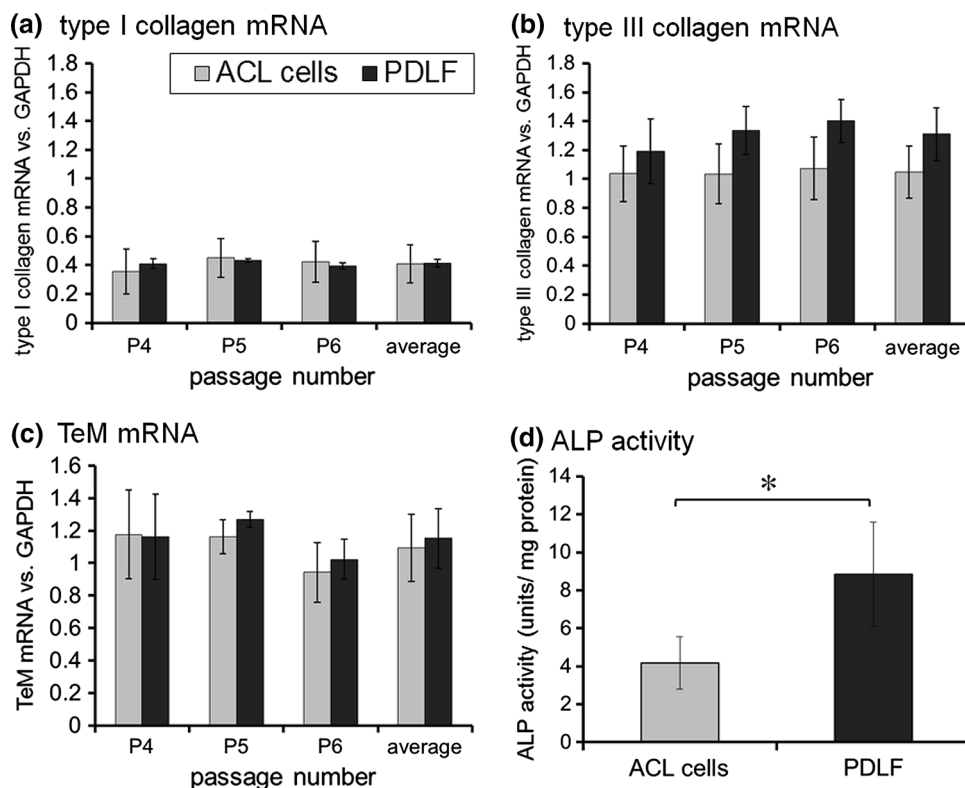 (a) type I collagen mRNA
type I collagen mRNA vs. GAPDH
1.8
1.6
1.4
1.2
1
0.8
0.6
0.4
0.2
0
ACL cells PDLF
P4 P5 P6 average
passage number
(b) type III collagen mRNA
type III collagen mRNA vs. GAPDH
1.8
1.6
1.4
1.2
1
0.8
0.6
0.4
0.2
0
P4 P5 P6 average
passage number
(c) TeM mRNA
TeM mRNA vs. GAPDH
1.6
1.4
1.2
1
0.8
0.6
0.4
0.2
0
P4 P5 P6 average
passage number
(d) ALP activity
ALP activity (units/ mg protein)
14
12
10
8
6
4
2
0
*
ACL cells PDLF